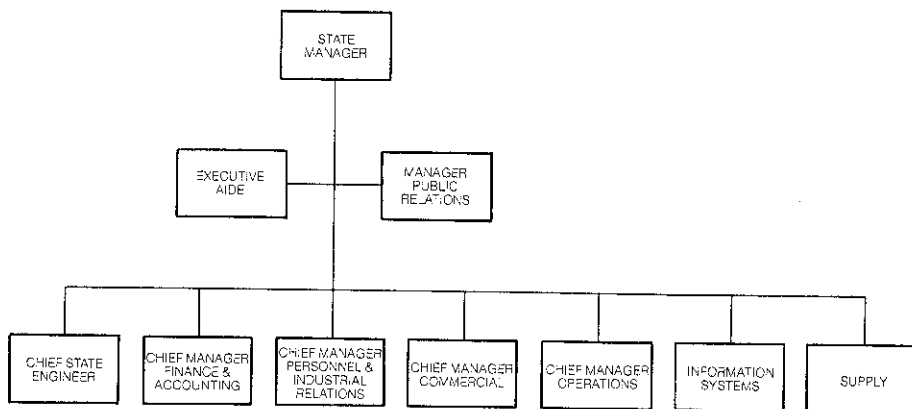 STATE
MANAGER
EXECUTIVE
AIDE
MANAGER
PUBLIC
RELATIONS
CHIEF STATE
ENGINEER
CHIEF MANAGER
FINANCE &
ACCOUNTING
CHIEF MANAGER
PERSONNEL &
INDUSTRIAL
RELATIONS
CHIEF MANAGER
COMMERCIAL
CHIEF MANAGER
OPERATIONS
INFORMATION
SYSTEMS
SUPPLY